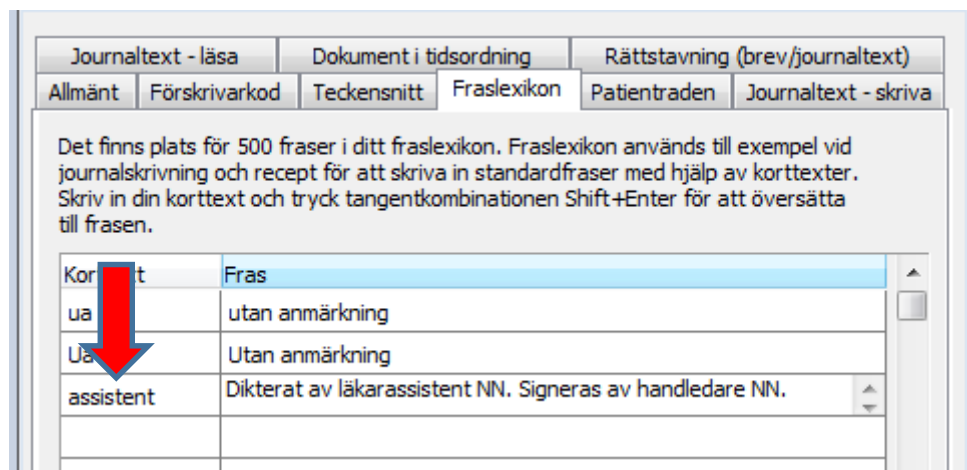 Journaltext - läsa Dokument i tidsordning Rättstavning (brev/journaltext)
Allmänt Förskrivarkod Teckensnitt Fraslexikon Patientraden Journaltext - skriva
Det finns plats för 500 fraser i ditt fraslexikon. Fraslexikon används till exempel vid
journalskrivning och recept för att skriva in standardfraser med hjälp av korttexter.
Skriv in din korttext och tryck tangentkombinationen Shift+Enter för att översätta
till frasen.
Fras
ua utan anmärkning
Ua Utan anmärkning
assistent Dikterat av läkarassistent NN. Signeras av handledare NN.